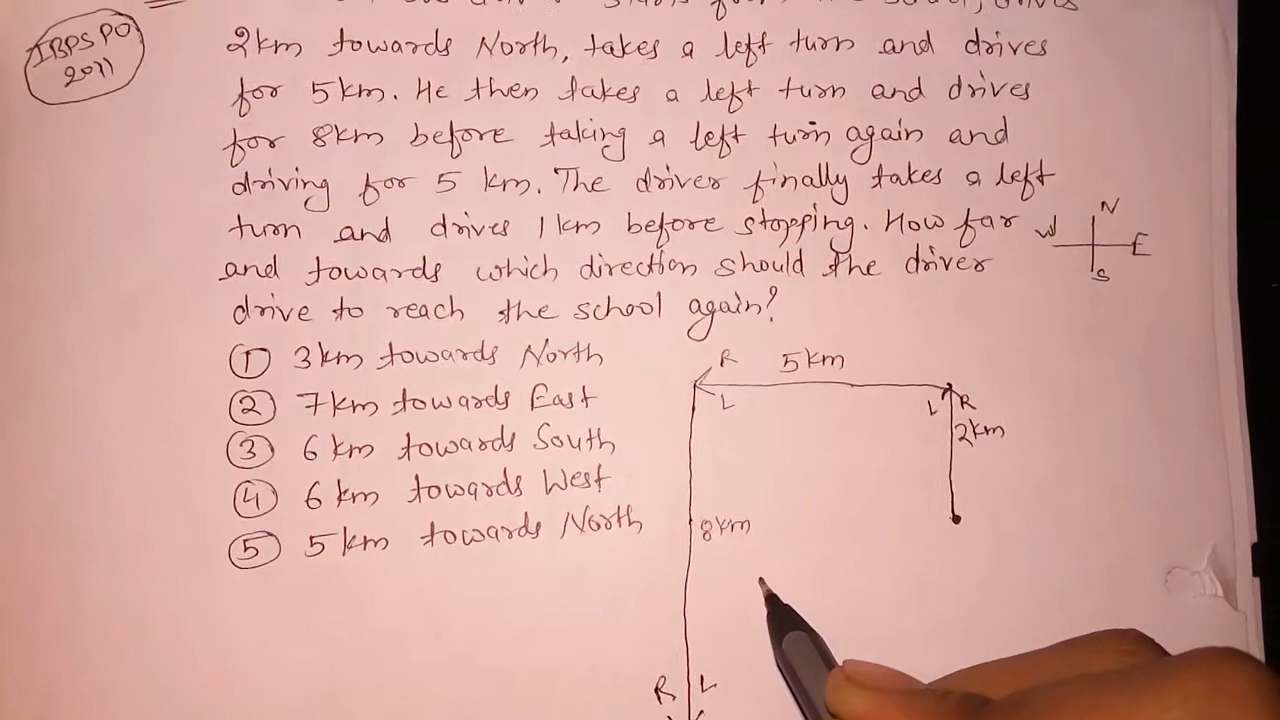 IBPS PO
2011
2km towards North, takes a left turn and drives
for 5km. He then takes a left turn and drives
for 8km before taking a left turn again and
driving for 5 km. The driver finally takes a left
turn and drives 1km before stopping. How far
and towards which direction should the driver
drive to reach the school again?
N
W E
S
① 3km towards North
② 7km towards East
③ 6 km towards South
④ 6km towards West
⑤ 5km towards North
R 5km
L L R
2km
8km
R L